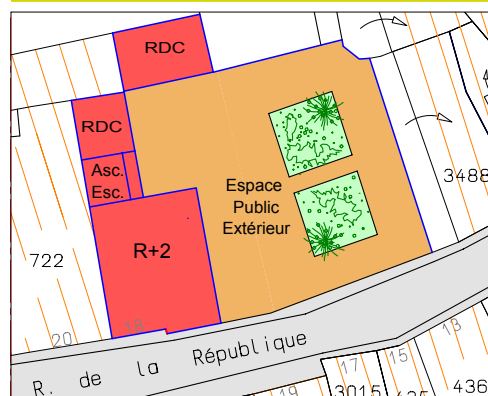 RDC
RDC
Asc.
Esc.
Espace
Public
Extérieur
R+2
3488
722
18
20
R. de la République
13
15
17
19
3015
436